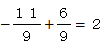 -11/9 + 6/9 = 2